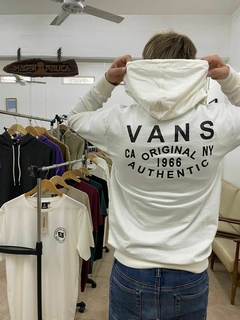 VANS
CA ORIGINAL NY
1966
AUTHENTIC